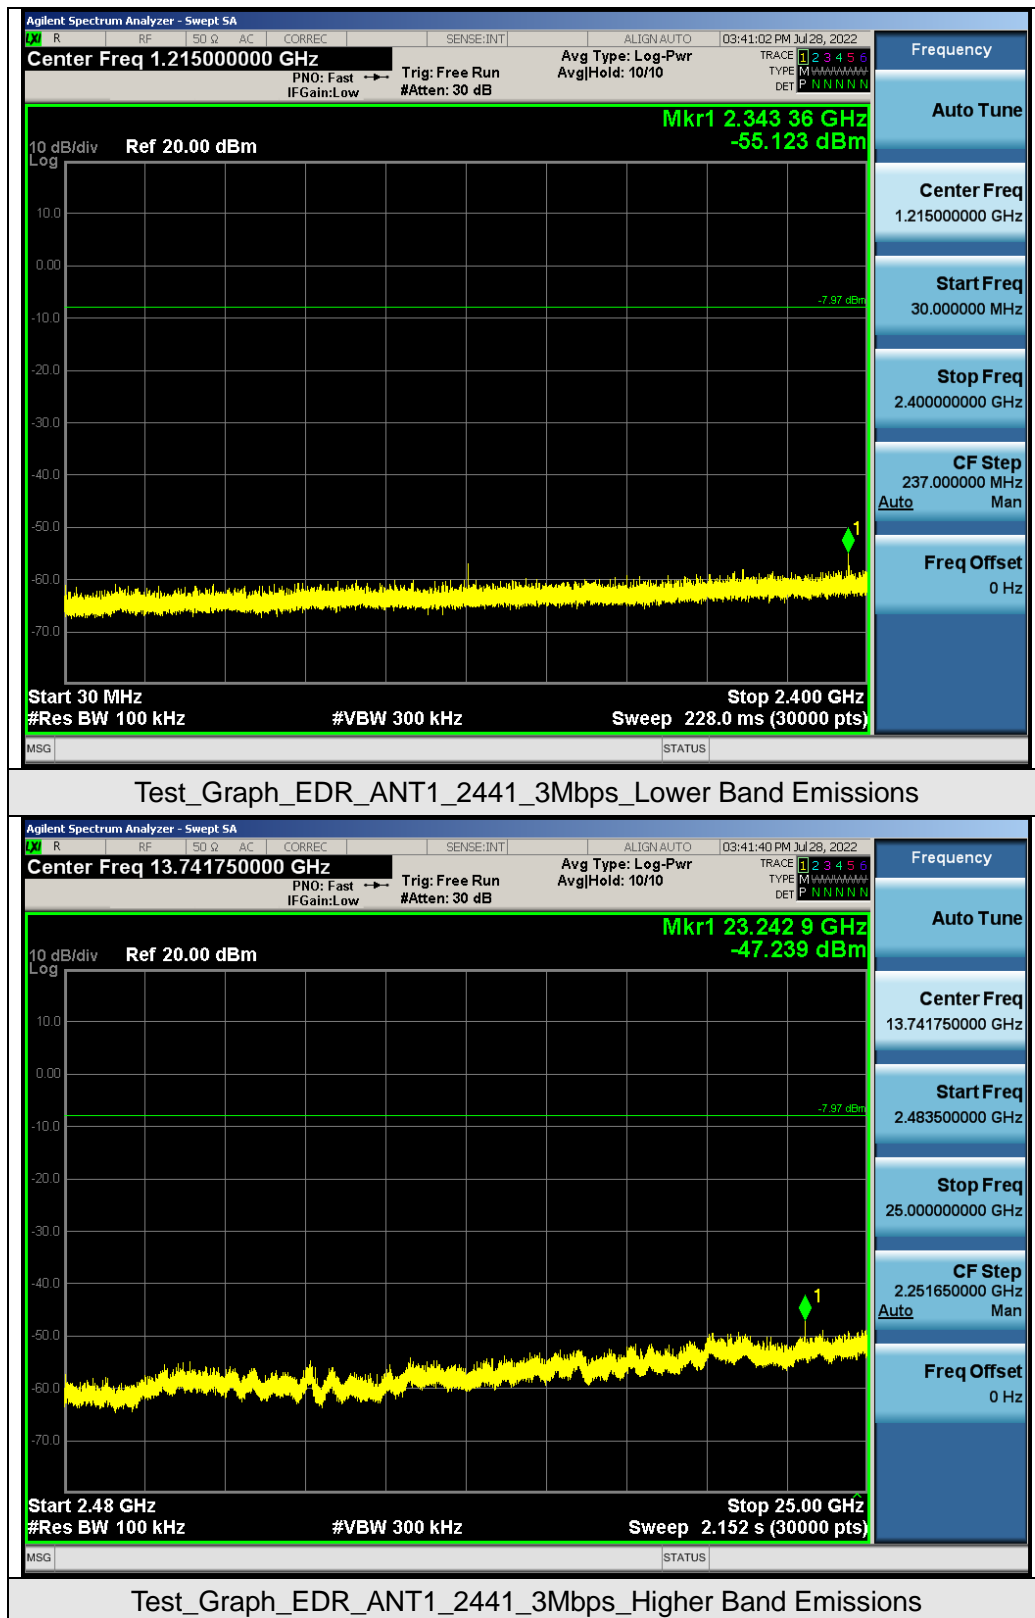 Agilent Spectrum Analyzer - Swept SA
LXI R RF 50 Ω AC CORREC SENSE:INT ALIGN AUTO 03:41:02 PM Jul 28, 2022
Center Freq 1.215000000 GHz
PNO: Fast
IFGain:Low
Trig: Free Run
#Atten: 30 dB
Avg Type: Log-Pwr
Avg|Hold: 10/10
TRACE 1 2 3 4 5 6
TYPE M
DET P N N N N N
Frequency
Auto Tune
Mkr1 2.343 36 GHz
-55.123 dBm
10 dB/div Ref 20.00 dBm
Log
10.0
0.00
-10.0
-20.0
-30.0
-40.0
-50.0
-60.0
-70.0
-7.97 dBm
1
Center Freq
1.215000000 GHz
Start Freq
30.000000 MHz
Stop Freq
2.400000000 GHz
CF Step
237.000000 MHz
Auto Man
Freq Offset
0 Hz
Start 30 MHz Stop 2.400 GHz
#Res BW 100 kHz #VBW 300 kHz Sweep 228.0 ms (30000 pts)
MSG STATUS
Test_Graph_EDR_ANT1_2441_3Mbps_Lower Band Emissions
Agilent Spectrum Analyzer - Swept SA
LXI R RF 50 Ω AC CORREC SENSE:INT ALIGN AUTO 03:41:40 PM Jul 28, 2022
Center Freq 13.741750000 GHz
PNO: Fast
IFGain:Low
Trig: Free Run
#Atten: 30 dB
Avg Type: Log-Pwr
Avg|Hold: 10/10
TRACE 1 2 3 4 5 6
TYPE M
DET P N N N N N
Frequency
Auto Tune
Mkr1 23.242 9 GHz
-47.239 dBm
10 dB/div Ref 20.00 dBm
Log
10.0
0.00
-10.0
-20.0
-30.0
-40.0
-50.0
-60.0
-70.0
-7.97 dBm
1
Center Freq
13.741750000 GHz
Start Freq
2.483500000 GHz
Stop Freq
25.000000000 GHz
CF Step
2.251650000 GHz
Auto Man
Freq Offset
0 Hz
Start 2.48 GHz Stop 25.00 GHz
#Res BW 100 kHz #VBW 300 kHz Sweep 2.152 s (30000 pts)
MSG STATUS
Test_Graph_EDR_ANT1_2441_3Mbps_Higher Band Emissions